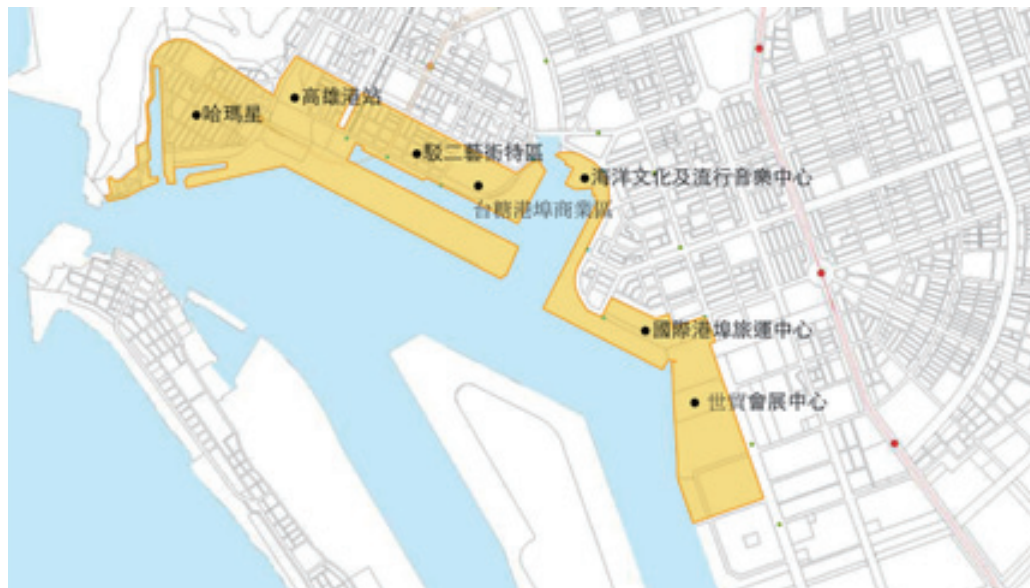 高雄港站
哈瑪星
駁二藝術特區
海洋文化及流行音樂中心
台糖港埠商業區
國際港埠旅運中心
世貿會展中心